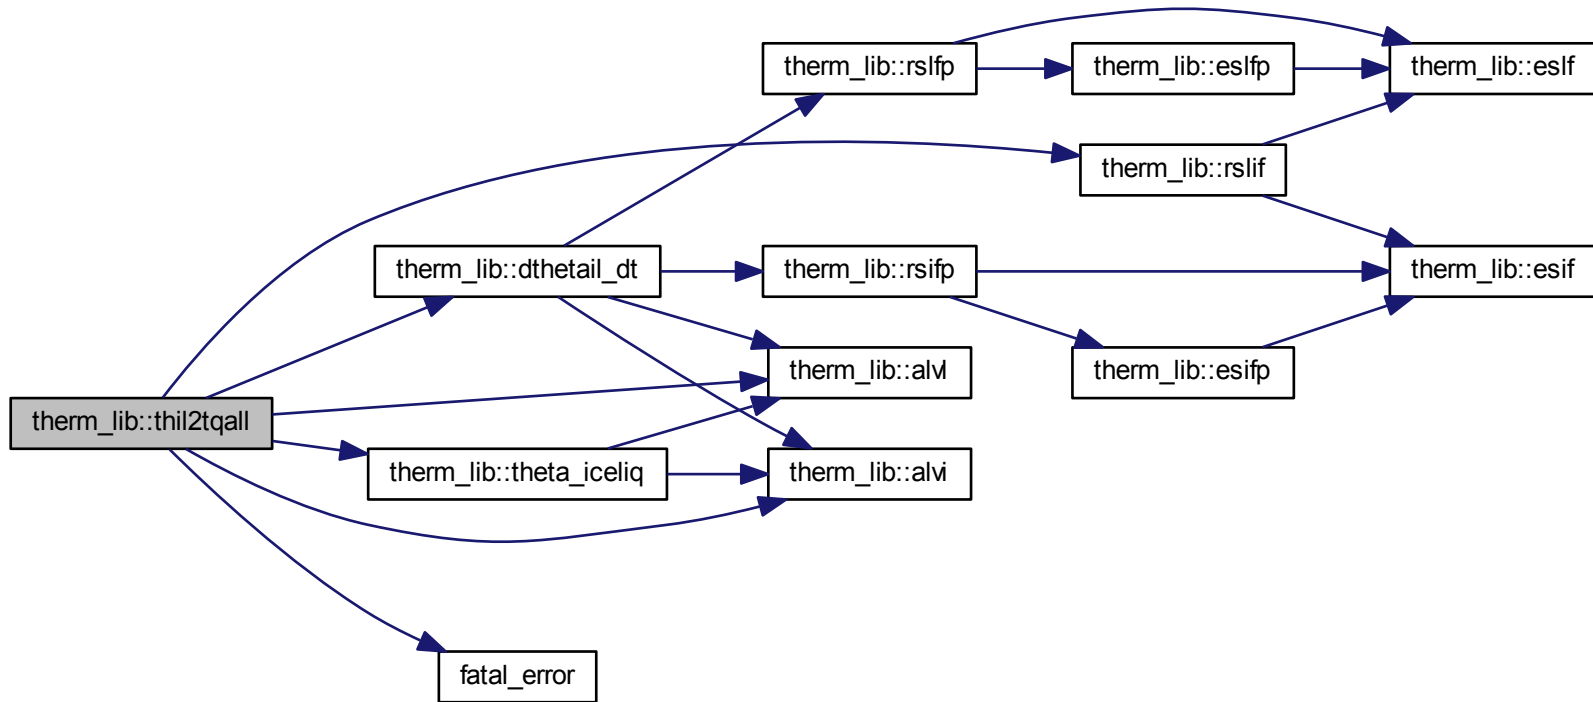 therm_lib::rslfp
therm_lib::eslfp
therm_lib::eslf
therm_lib::rslif
therm_lib::dthetail_dt
therm_lib::rsifp
therm_lib::esif
therm_lib::alvl
therm_lib::esifp
therm_lib::thil2tqall
therm_lib::theta_iceliq
therm_lib::alvi
fatal_error